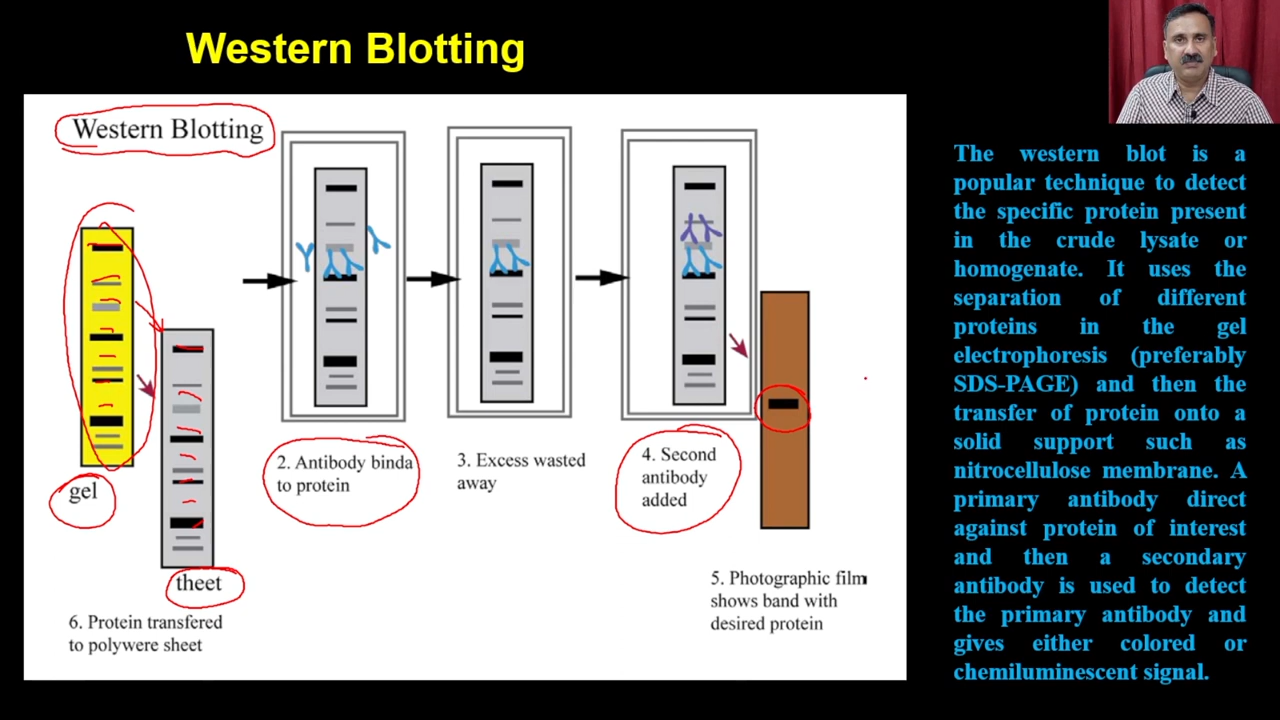 Western Blotting
Western Blotting
gel
theet
6. Protein transfered
to polywere sheet
2. Antibody binda
to protein
3. Excess wasted
away
4. Second
antibody
added
5. Photographic film
shows band with
desired protein
The western blot is a
popular technique to detect
the specific protein present
in the crude lysate or
homogenate. It uses the
separation of different
proteins in the gel
electrophoresis (preferably
SDS-PAGE) and then the
transfer of protein onto a
solid support such as
nitrocellulose membrane. A
primary antibody direct
against protein of interest
and then a secondary
antibody is used to detect
the primary antibody and
gives either colored or
chemiluminescent signal.